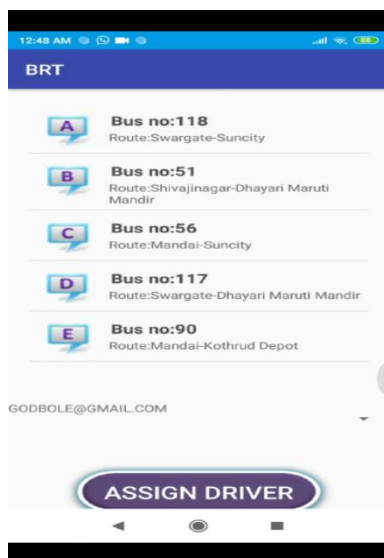 12:48 AM
BRT
A
Bus no:118
Route:Swargate-Suncity
B
Bus no:51
Route:Shivajinagar-Dhayari Maruti
Mandir
C
Bus no:56
Route:Mandai-Suncity
D
Bus no:117
Route:Swargate-Dhayari Maruti Mandir
E
Bus no:90
Route:Mandai-Kothrud Depot
GODBOLE@GMAIL.COM
ASSIGN DRIVER